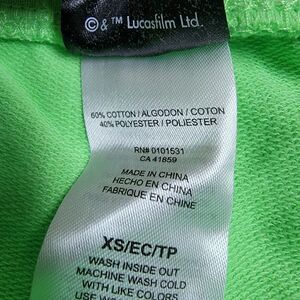 © & ™ Lucasfilm Ltd.
60% COTTON / ALGODON / COTON
40% POLYESTER / POLIESTER
RN# 0101531
CA 41859
MADE IN CHINA
HECHO EN CHINA
FABRIQUE EN CHINE
XS/EC/TP
WASH INSIDE OUT
MACHINE WASH COLD
WITH LIKE COLORS